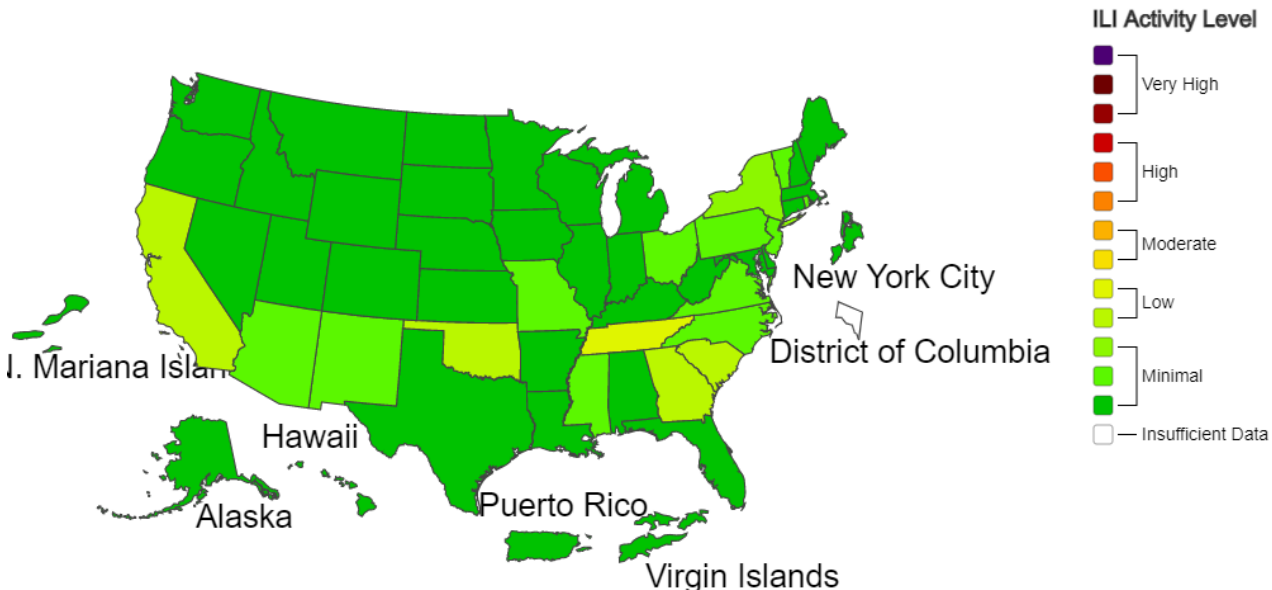 ILI Activity Level
Very High
High
Moderate
Low
Minimal
Insufficient Data
New York City
District of Columbia
N. Mariana Islan
Hawaii
Alaska
Puerto Rico
Virgin Islands